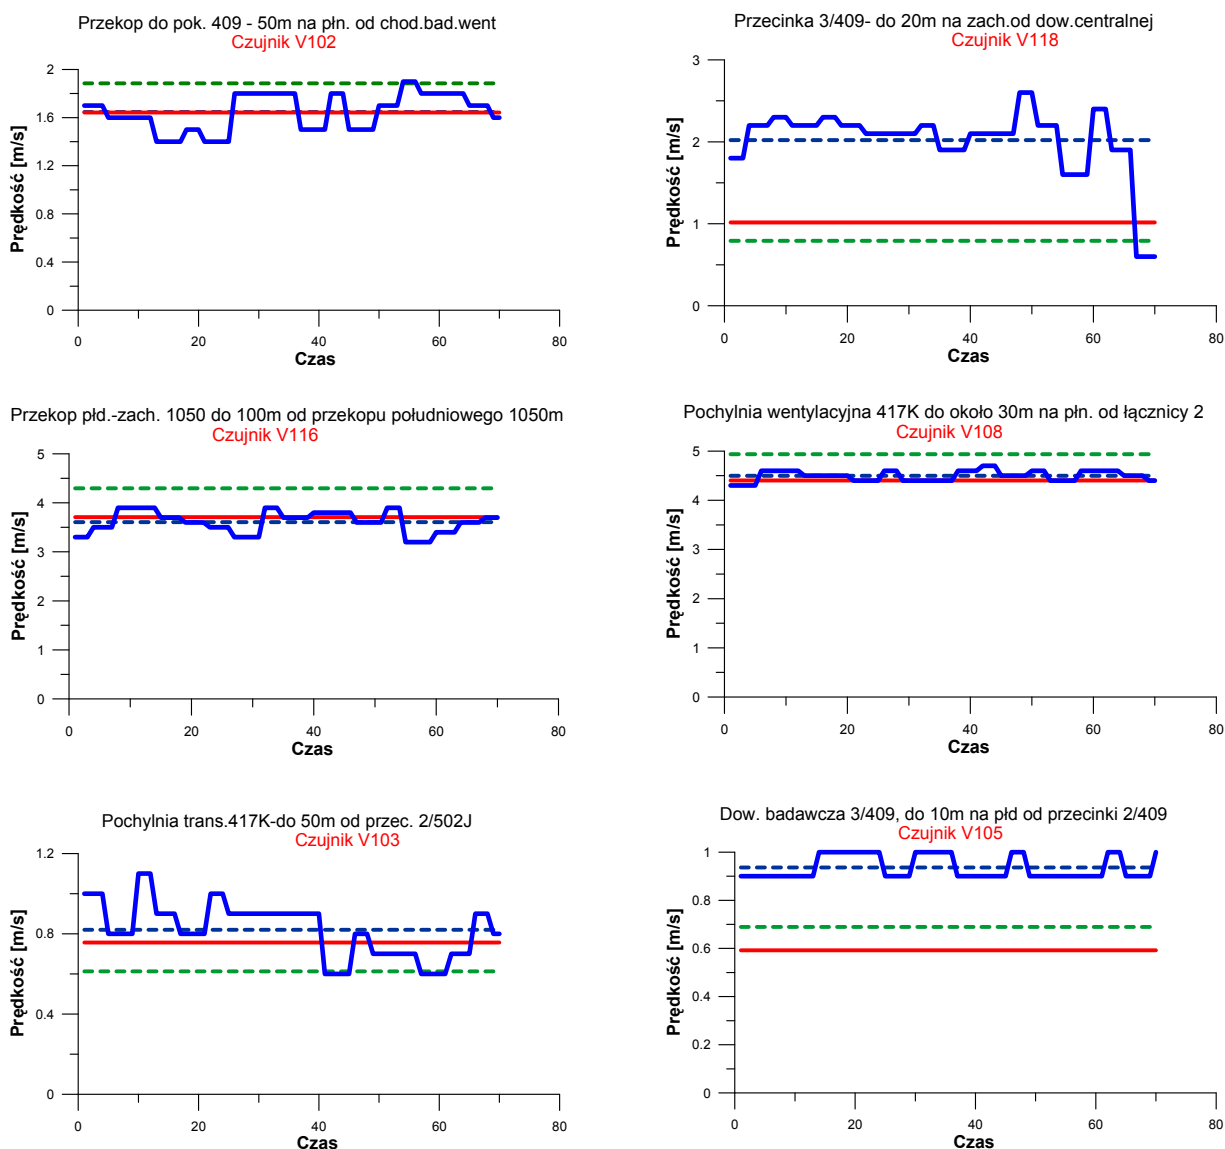 Przekop do pok. 409 - 50m na płn. od chod.bad.went
Czujnik V102
2
1.6
1.2
0.8
0.4
0
Prędkość [m/s]
0 20 40 60 80
Czas
Przecinka 3/409- do 20m na zach.od dow.centralnej
Czujnik V118
3
2
1
0
Prędkość [m/s]
0 20 40 60 80
Czas
Przekop płd.-zach. 1050 do 100m od przekopu południowego 1050m
Czujnik V116
5
4
3
2
1
0
Prędkość [m/s]
0 20 40 60 80
Czas
Pochylnia wentylacyjna 417K do około 30m na płn. od łącznicy 2
Czujnik V108
5
4
3
2
1
0
Prędkość [m/s]
0 20 40 60 80
Czas
Pochylnia trans.417K-do 50m od przec. 2/502J
Czujnik V103
1.2
0.8
0.4
0
Prędkość [m/s]
0 20 40 60 80
Czas
Dow. badawcza 3/409, do 10m na płd od przecinki 2/409
Czujnik V105
1
0.8
0.6
0.4
0.2
0
Prędkość [m/s]
0 20 40 60 80
Czas